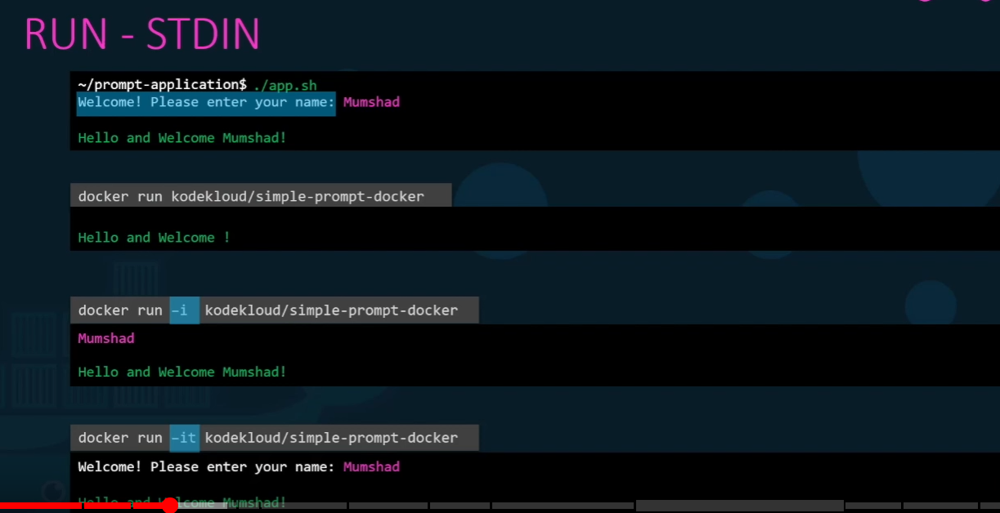 RUN - STDIN
~/prompt-application$ ./app.sh
Welcome! Please enter your name: Mumshad
Hello and Welcome Mumshad!
docker run kodekloud/simple-prompt-docker
Hello and Welcome !
docker run -i kodekloud/simple-prompt-docker
Mumshad
Hello and Welcome Mumshad!
docker run -it kodekloud/simple-prompt-docker
Welcome! Please enter your name: Mumshad
Hello and Welcome Mumshad!